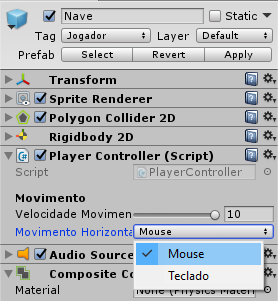 Nave
Static
Tag Jogador Layer Default
Prefab Select Revert Apply
Transform
Sprite Renderer
Polygon Collider 2D
Rigidbody 2D
Player Controller (Script)
Script PlayerController
Movimento
Velocidade Movimen 10
Movimento Horizonta Mouse
Mouse
Teclado
Audio Source
Composite Co
Material None (Physics Mater